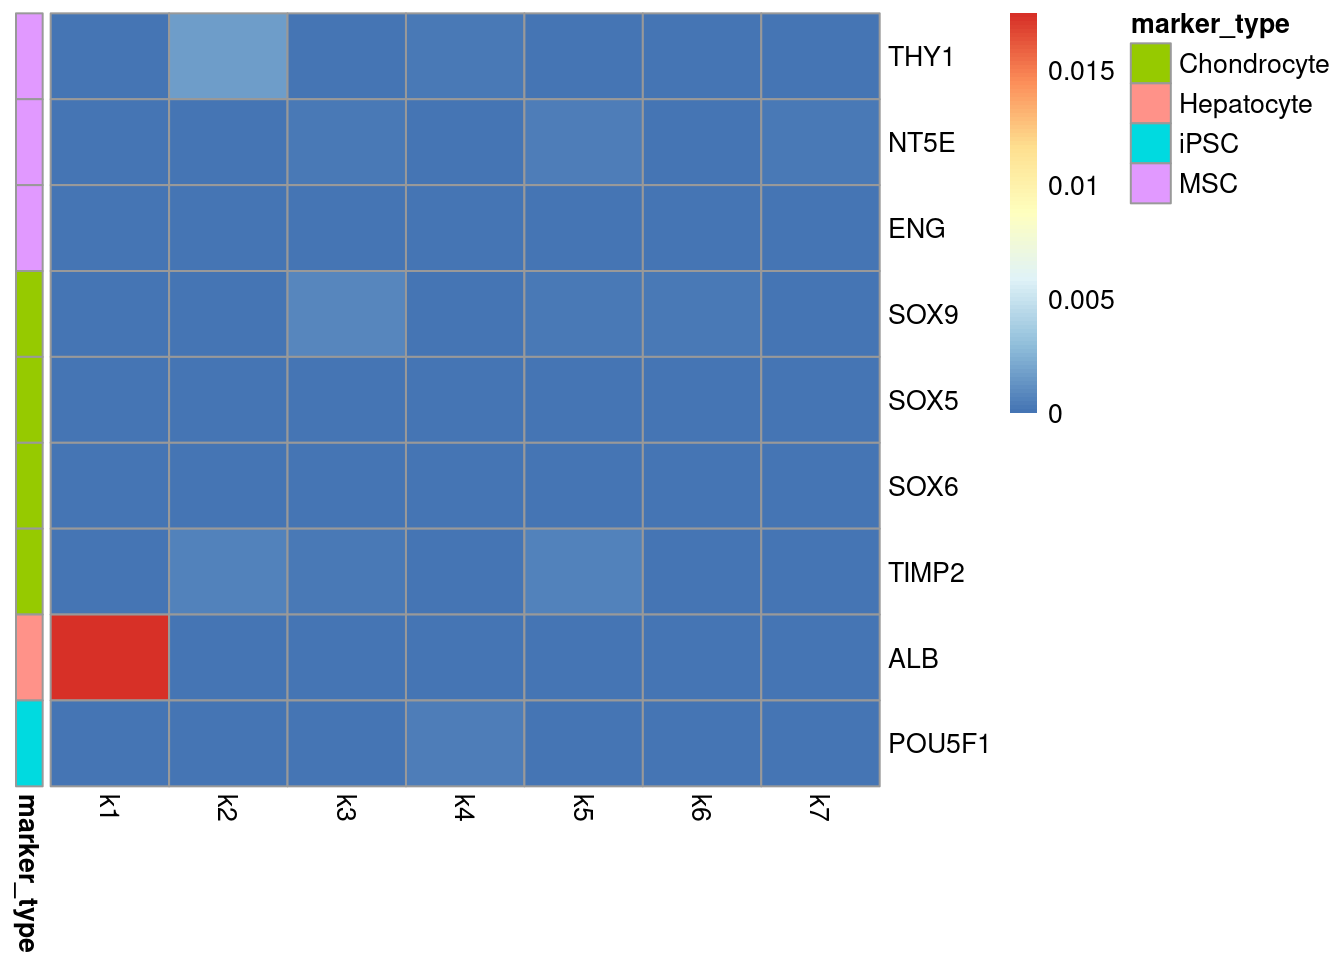 THY1
NT5E
ENG
SOX9
SOX5
SOX6
TIMP2
ALB
POU5F1
k1
k2
k3
k4
k5
k6
k7
marker_type
0.015
0.01
0.005
0
marker_type
Chondrocyte
Hepatocyte
iPSC
MSC